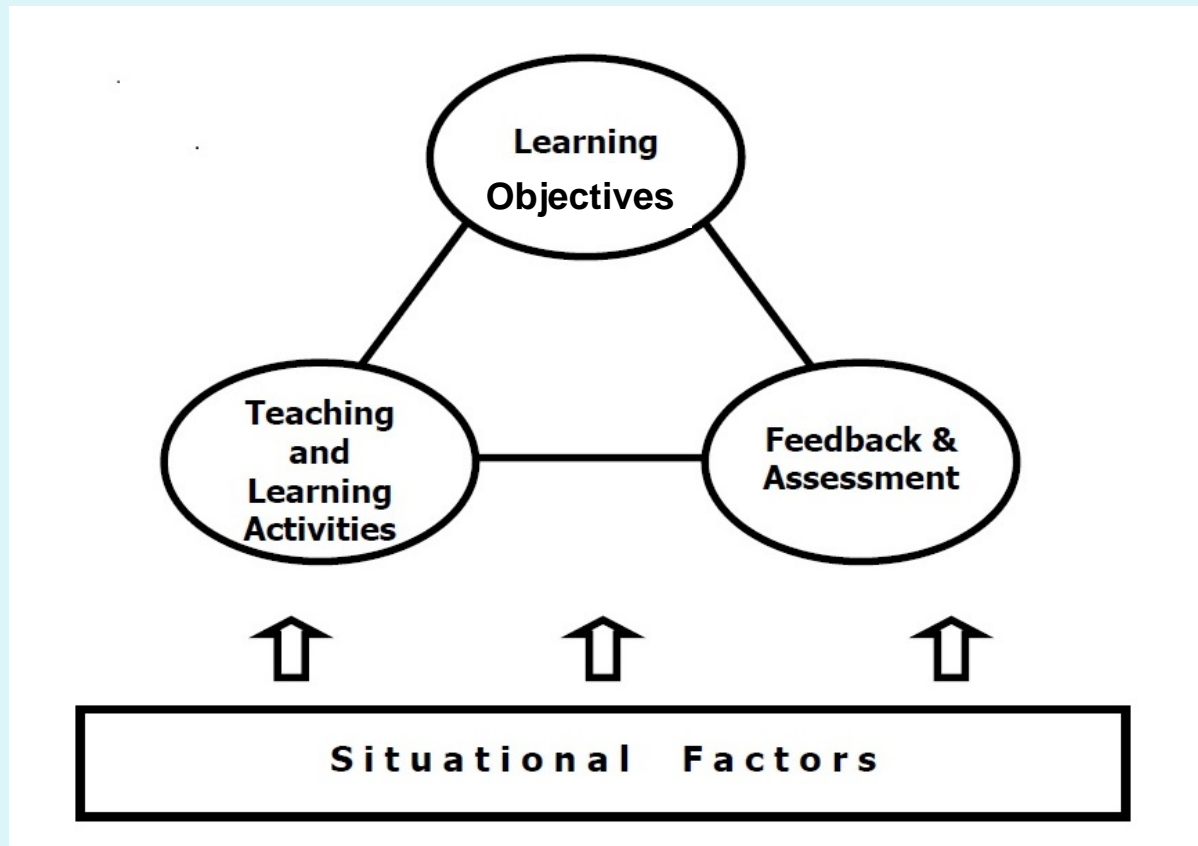 Learning
Objectives
Teaching
and
Learning
Activities
Feedback &
Assessment
Situational Factors